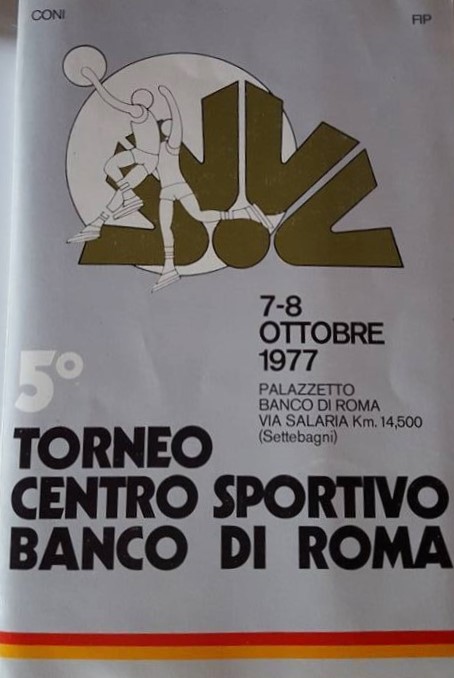 CONI
FIP
7-8
OTTOBRE
1977
PALAZZETTO
BANCO DI ROMA
VIA SALARIA Km. 14,500
(Settebagni)
5°
TORNEO
CENTRO SPORTIVO
BANCO DI ROMA